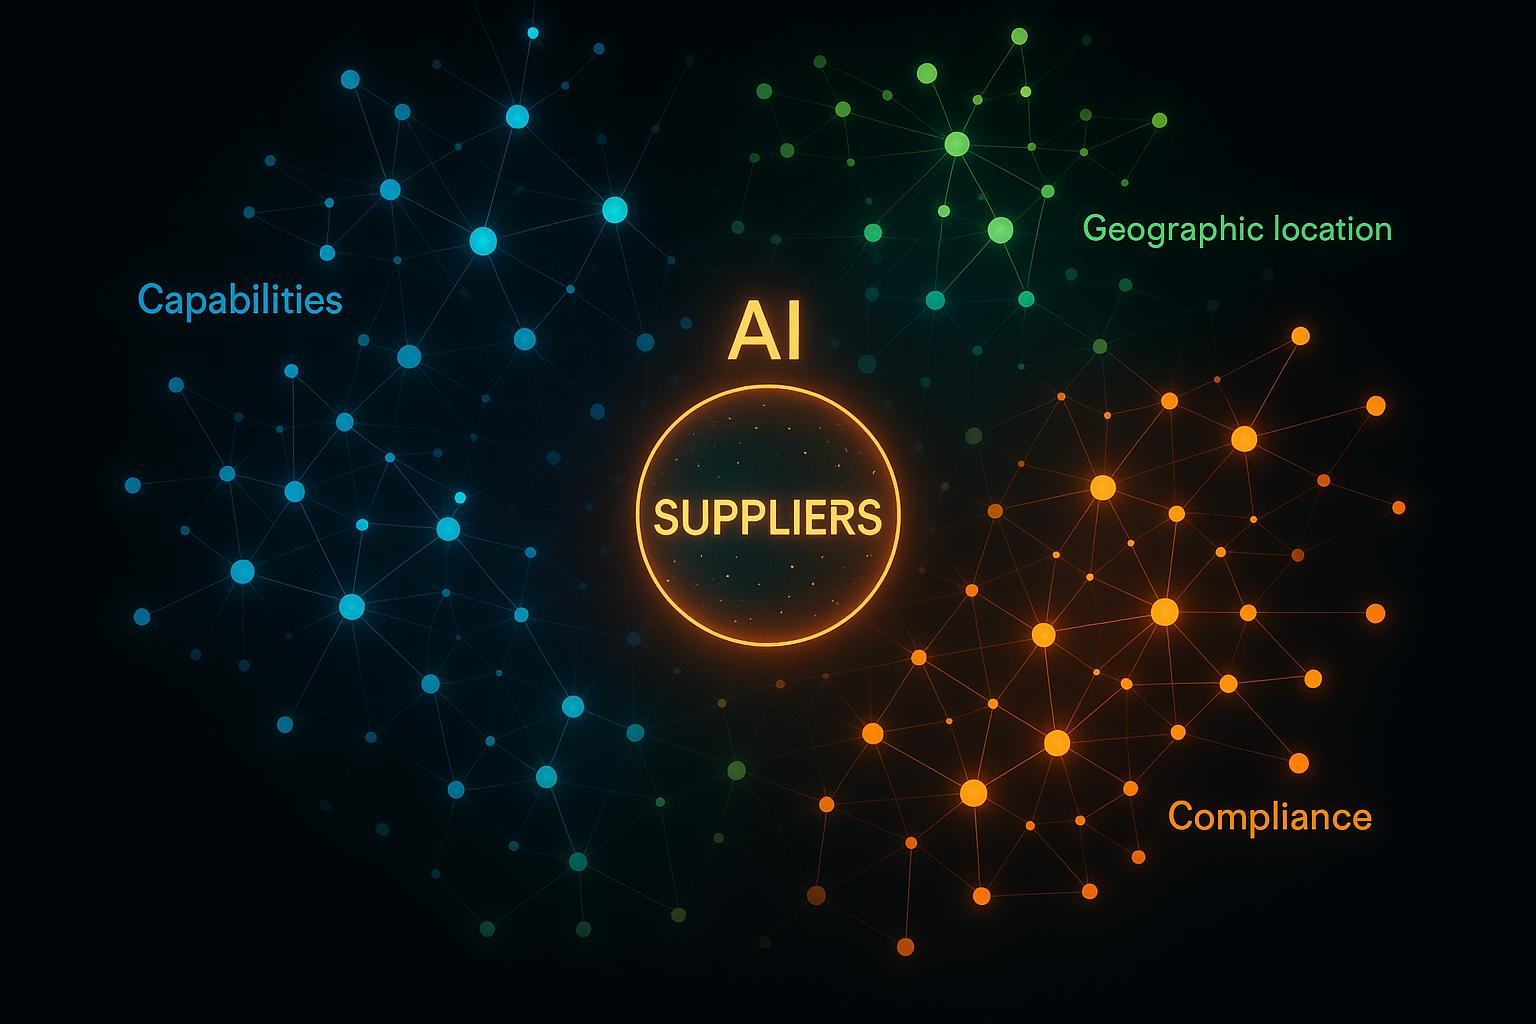 Geographic location
Capabilities
AI
SUPPLIERS
Compliance